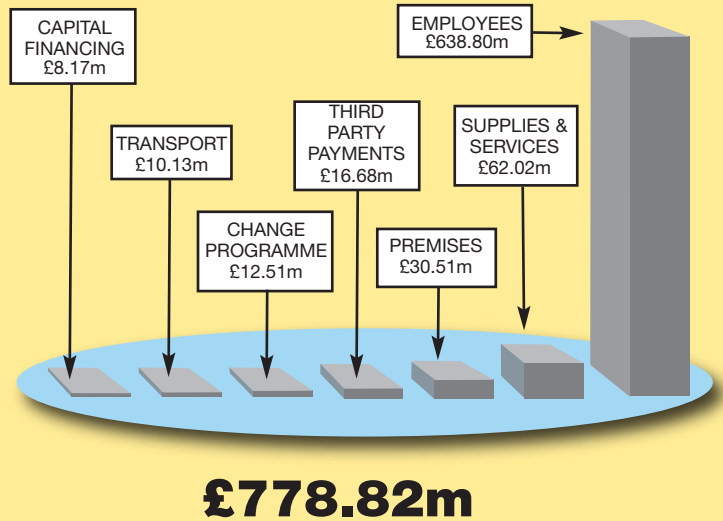 CAPITAL
FINANCING
£8.17m
TRANSPORT
£10.13m
CHANGE
PROGRAMME
£12.51m
THIRD
PARTY
PAYMENTS
£16.68m
PREMISES
£30.51m
SUPPLIES &
SERVICES
£62.02m
EMPLOYEES
£638.80m
£778.82m